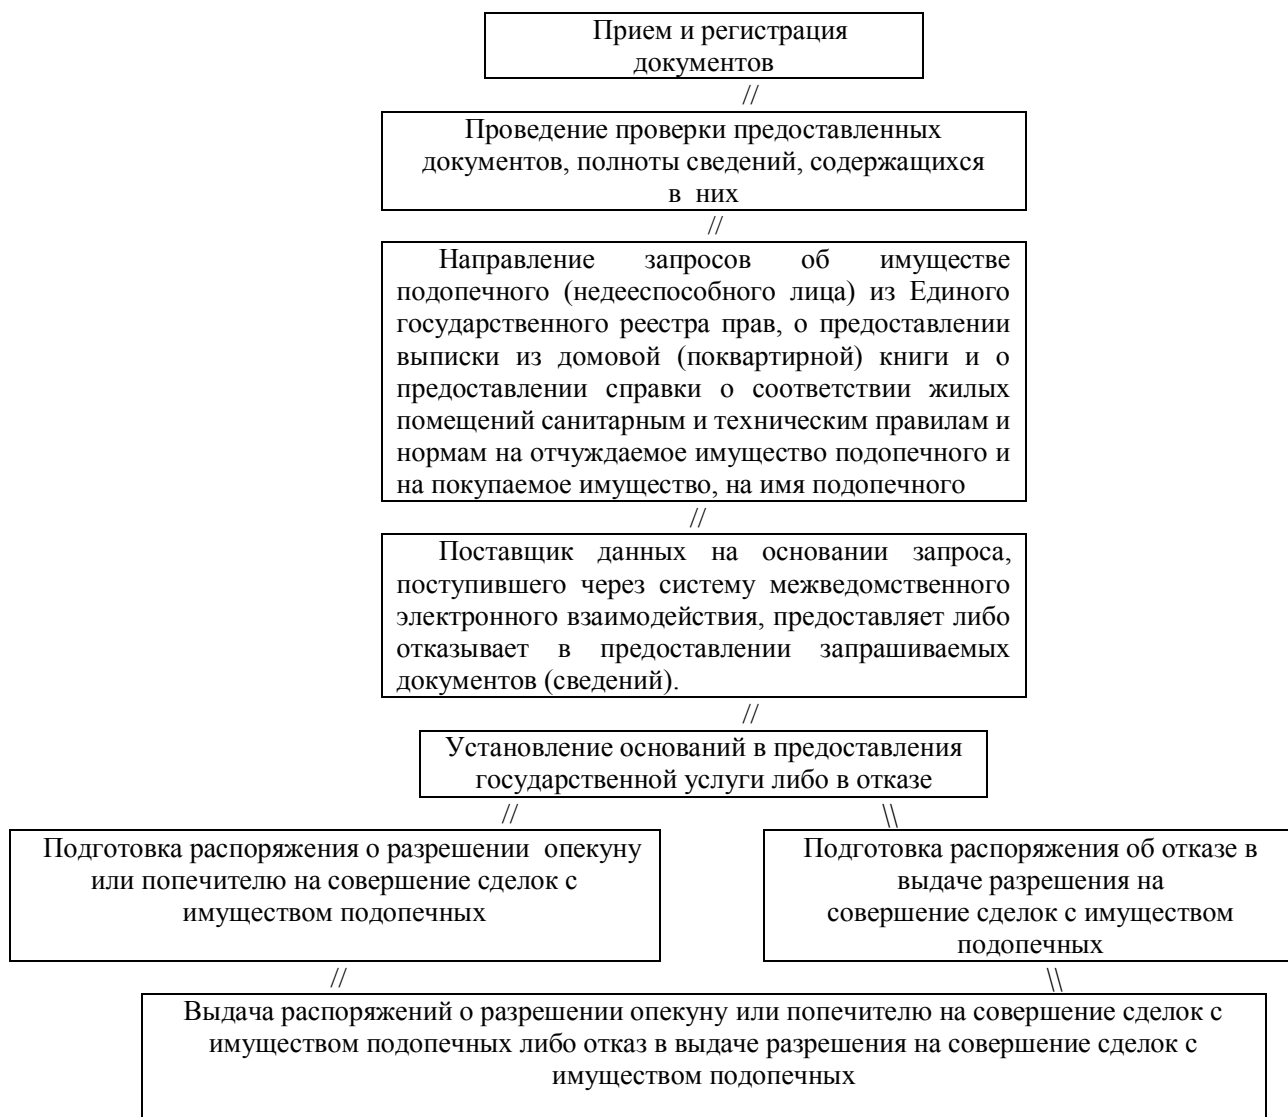 Прием и регистрация
документов
//
Проведение проверки предоставленных
документов, полноты сведений, содержащихся
в них
//
Направление запросов об имуществе
подопечного (недееспособного лица) из Единого
государственного реестра прав, о предоставлении
выписки из домовой (поквартирной) книги и о
предоставлении справки о соответствии жилых
помещений санитарным и техническим правилам и
нормам на отчуждаемое имущество подопечного и
на покупаемое имущество, на имя подопечного
//
Поставщик данных на основании запроса,
поступившего через систему межведомственного
электронного взаимодействия, предоставляет либо
отказывает в предоставлении запрашиваемых
документов (сведений).
//
Установление оснований в предоставления
государственной услуги либо в отказе
// \\
Подготовка распоряжения о разрешении опекуну
или попечителю на совершение сделок с
имуществом подопечных
Подготовка распоряжения об отказе в
выдаче разрешения на
совершение сделок с имуществом
подопечных
// \\
Выдача распоряжений о разрешении опекуну или попечителю на совершение сделок с
имуществом подопечных либо отказ в выдаче разрешения на совершение сделок с
имуществом подопечных